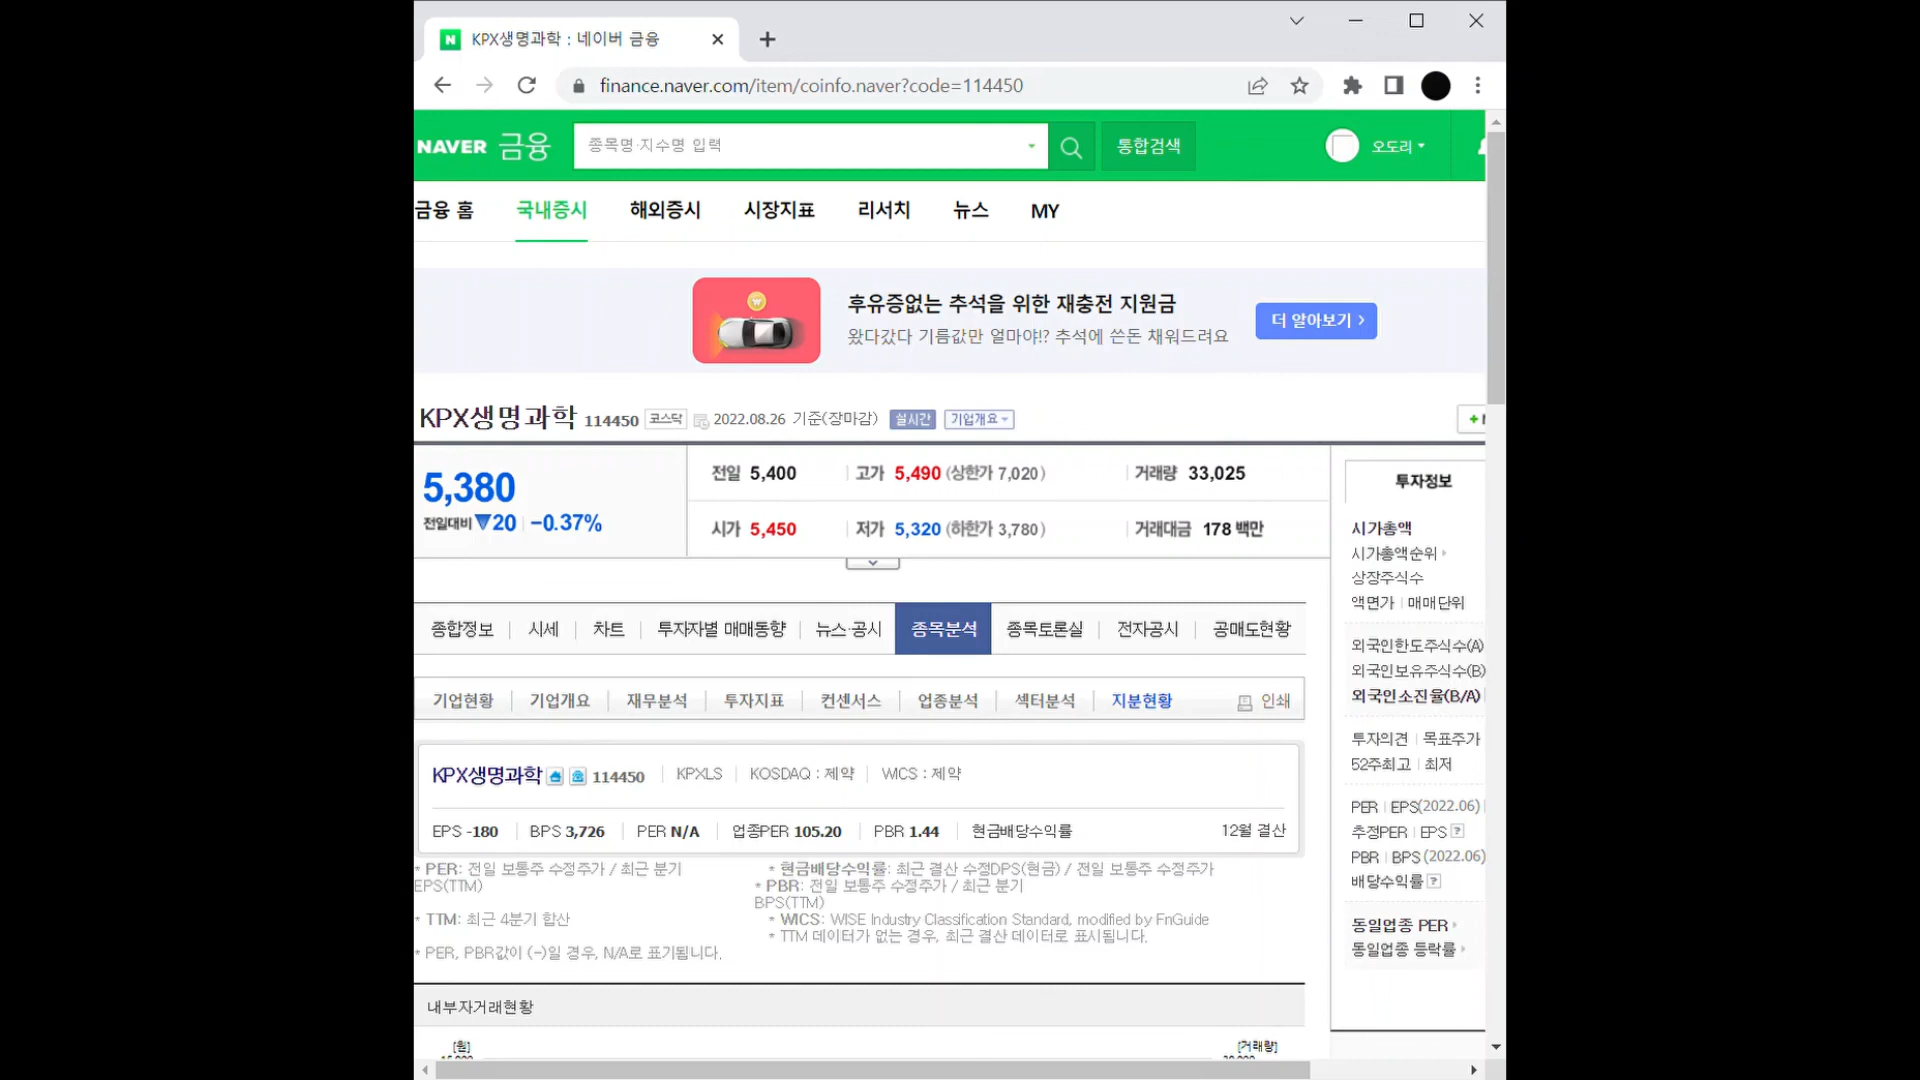 KPX생명과학 : 네이버 금융
finance.naver.com/item/coinfo.naver?code=114450
NAVER 금융 종목명·지수명 입력 통합검색 오도리
금융 홈 국내증시 해외증시 시장지표 리서치 뉴스 MY
후유증없는 추석을 위한 재충전 지원금
왔다갔다 기름값만 얼마야!? 추석에 쓴돈 채워드려요
더 알아보기 >
KPX생명과학 114450 코스닥 2022.08.26 기준(장마감) 실시간 기업개요
5,380
전일대비 ▼20 -0.37%
전일 5,400 고가 5,490 (상한가 7,020) 거래량 33,025
시가 5,450 저가 5,320 (하한가 3,780) 거래대금 178 백만
종합정보 시세 차트 투자자별 매매동향 뉴스·공시 종목분석 종목토론실 전자공시 공매도현황
기업현황 기업개요 재무분석 투자지표 컨센서스 업종분석 섹터분석 지분현황 인쇄
KPX생명과학 114450 KPXLS KOSDAQ : 제약 WICS : 제약
EPS -180 BPS 3,726 PER N/A 업종PER 105.20 PBR 1.44 현금배당수익률 12월 결산
* PER: 전일 보통주 수정주가 / 최근 분기
EPS(TTM)
* TTM: 최근 4분기 합산
* PER, PBR값이 (-)일 경우, N/A로 표기됩니다.
* 현금배당수익률: 최근 결산 수정DPS(현금) / 전일 보통주 수정주가
* PBR: 전일 보통주 수정주가 / 최근 분기
BPS(TTM)
* WICS: WISE Industry Classification Standard, modified by FnGuide
* TTM 데이터가 없는 경우, 최근 결산 데이터로 표시됩니다.
내부자거래현황
[원] [거래량]
투자정보
시가총액
시가총액순위
상장주식수
액면가 | 매매단위
외국인한도주식수(A)
외국인보유주식수(B)
외국인소진율(B/A)
투자의견 | 목표주가
52주최고 | 최저
PER | EPS(2022.06)
추정PER | EPS ?
PBR | BPS (2022.06)
배당수익률 ?
동일업종 PER
동일업종 등락률